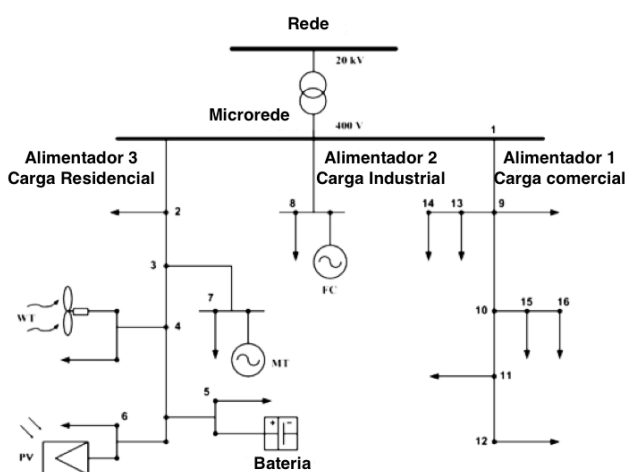 Rede
20 kV
Microrede
400 V
1
Alimentador 3
Carga Residencial
Alimentador 2
Carga Industrial
Alimentador 1
Carga comercial
2
8
14
13
9
FC
3
7
WT
4
MT
10
15
16
11
5
6
+
-
PV
Bateria
12